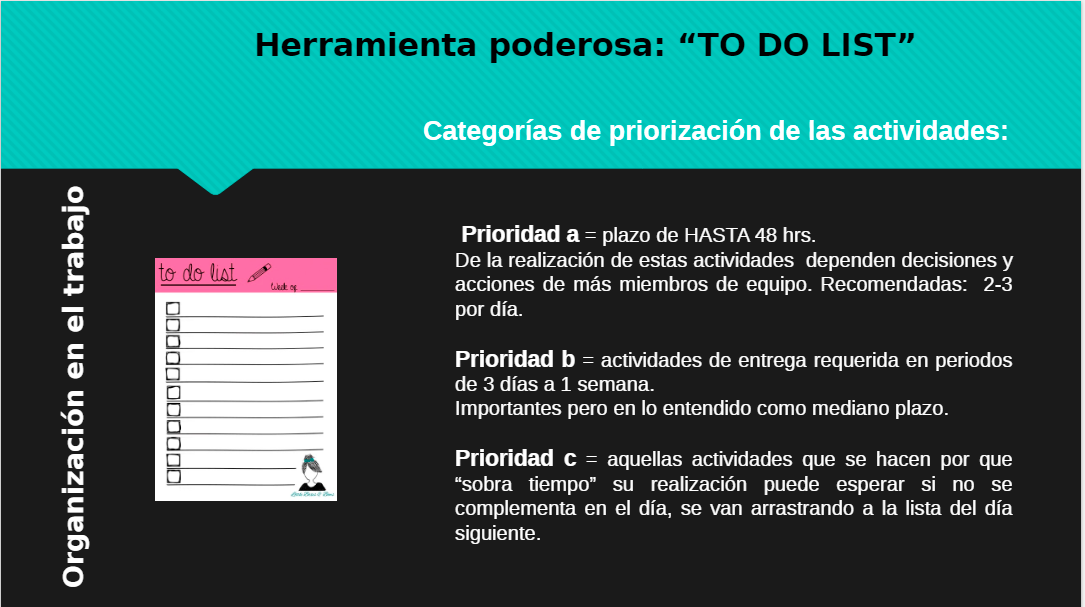 Herramienta poderosa: “TO DO LIST”
Categorías de priorización de las actividades:
Organización en el trabajo
to do list
Week of
Prioridad a = plazo de HASTA 48 hrs.
De la realización de estas actividades dependen decisiones y
acciones de más miembros de equipo. Recomendadas: 2-3
por día.
Prioridad b = actividades de entrega requerida en periodos
de 3 días a 1 semana.
Importantes pero en lo entendido como mediano plazo.
Prioridad c = aquellas actividades que se hacen por que
“sobra tiempo” su realización puede esperar si no se
complementa en el día, se van arrastrando a la lista del día
siguiente.